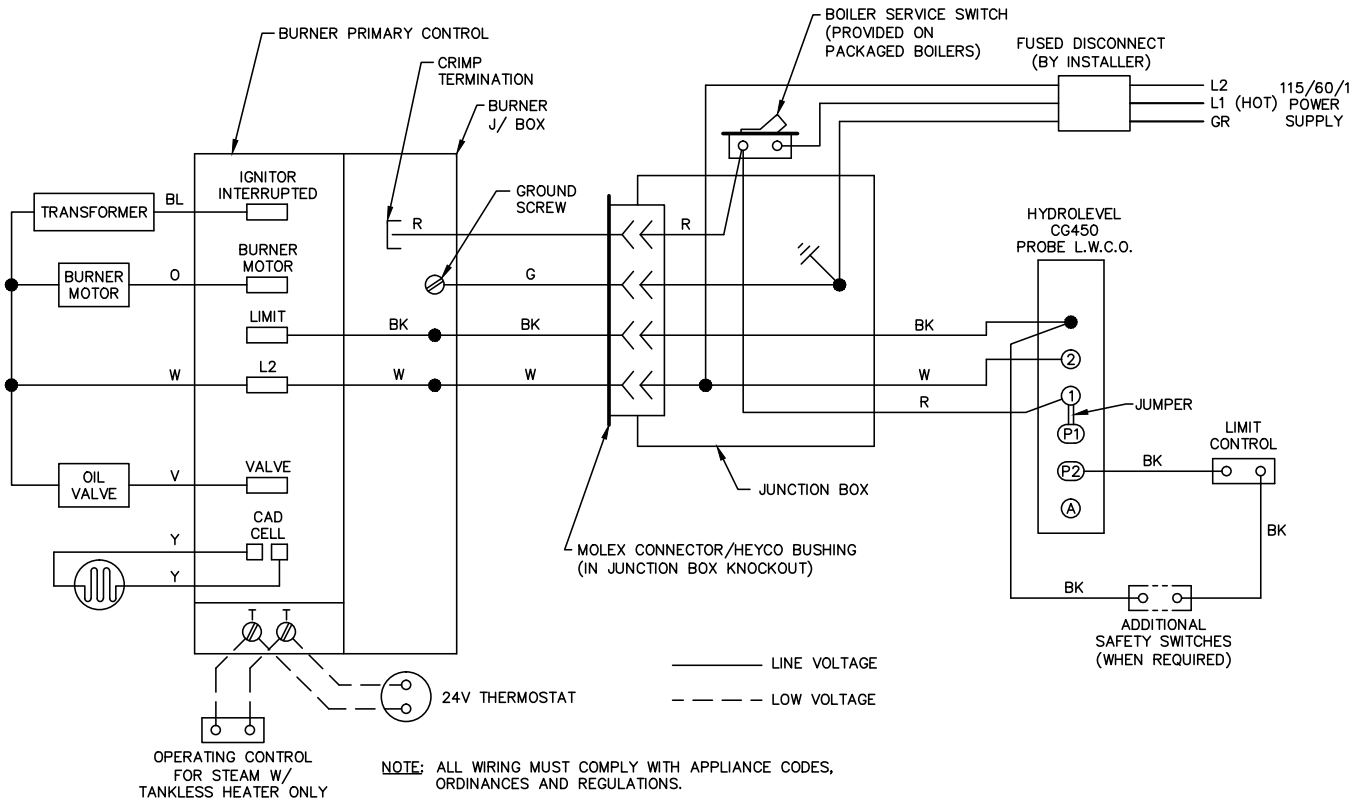 BOILER SERVICE SWITCH
(PROVIDED ON
PACKAGED BOILERS)
BURNER PRIMARY CONTROL
CRIMP
TERMINATION
BURNER
J/ BOX
FUSED DISCONNECT
(BY INSTALLER)
L2
L1 (HOT)
GR
115/60/1
POWER
SUPPLY
IGNITOR
INTERRUPTED
TRANSFORMER
BL
GROUND
SCREW
R
R
HYDROLEVEL
CG450
PROBE L.W.C.O.
BURNER
MOTOR
BURNER
MOTOR
O
G
LIMIT
BK
BK
BK
L2
W
W
W
W
2
R
1
JUMPER
P1
LIMIT
CONTROL
OIL
VALVE
V
VALVE
P2
BK
JUNCTION BOX
A
CAD
CELL
Y
Y
BK
MOLEX CONNECTOR/HEYCO BUSHING
(IN JUNCTION BOX KNOCKOUT)
BK
T
T
ADDITIONAL
SAFETY SWITCHES
(WHEN REQUIRED)
LINE VOLTAGE
LOW VOLTAGE
24V THERMOSTAT
OPERATING CONTROL
FOR STEAM W/
TANKLESS HEATER ONLY
NOTE: ALL WIRING MUST COMPLY WITH APPLIANCE CODES,
ORDINANCES AND REGULATIONS.